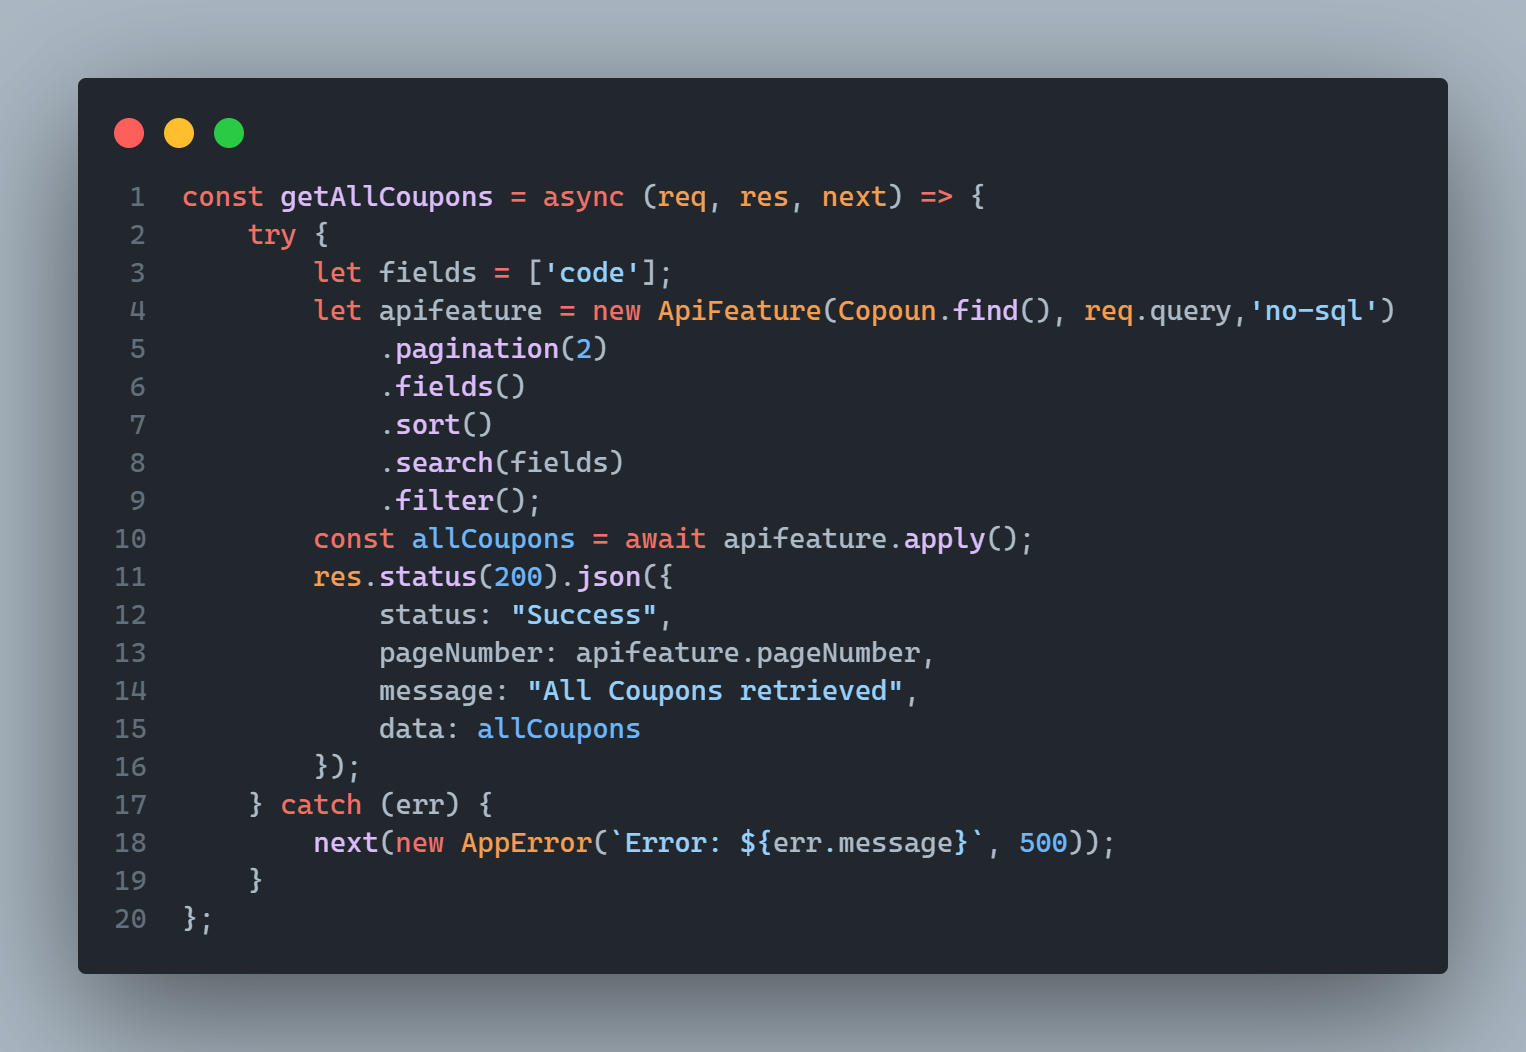 1 const getAllCoupons = async (req, res, next) => {
2     try {
3         let fields = ['code'];
4         let apifeature = new ApiFeature(Copoun.find(), req.query,'no-sql')
5             .pagination(2)
6             .fields()
7             .sort()
8             .search(fields)
9             .filter();
10         const allCoupons = await apifeature.apply();
11         res.status(200).json({
12             status: "Success",
13             pageNumber: apifeature.pageNumber,
14             message: "All Coupons retrieved",
15             data: allCoupons
16         });
17     } catch (err) {
18         next(new AppError(`Error: ${err.message}`, 500));
19     }
20 };